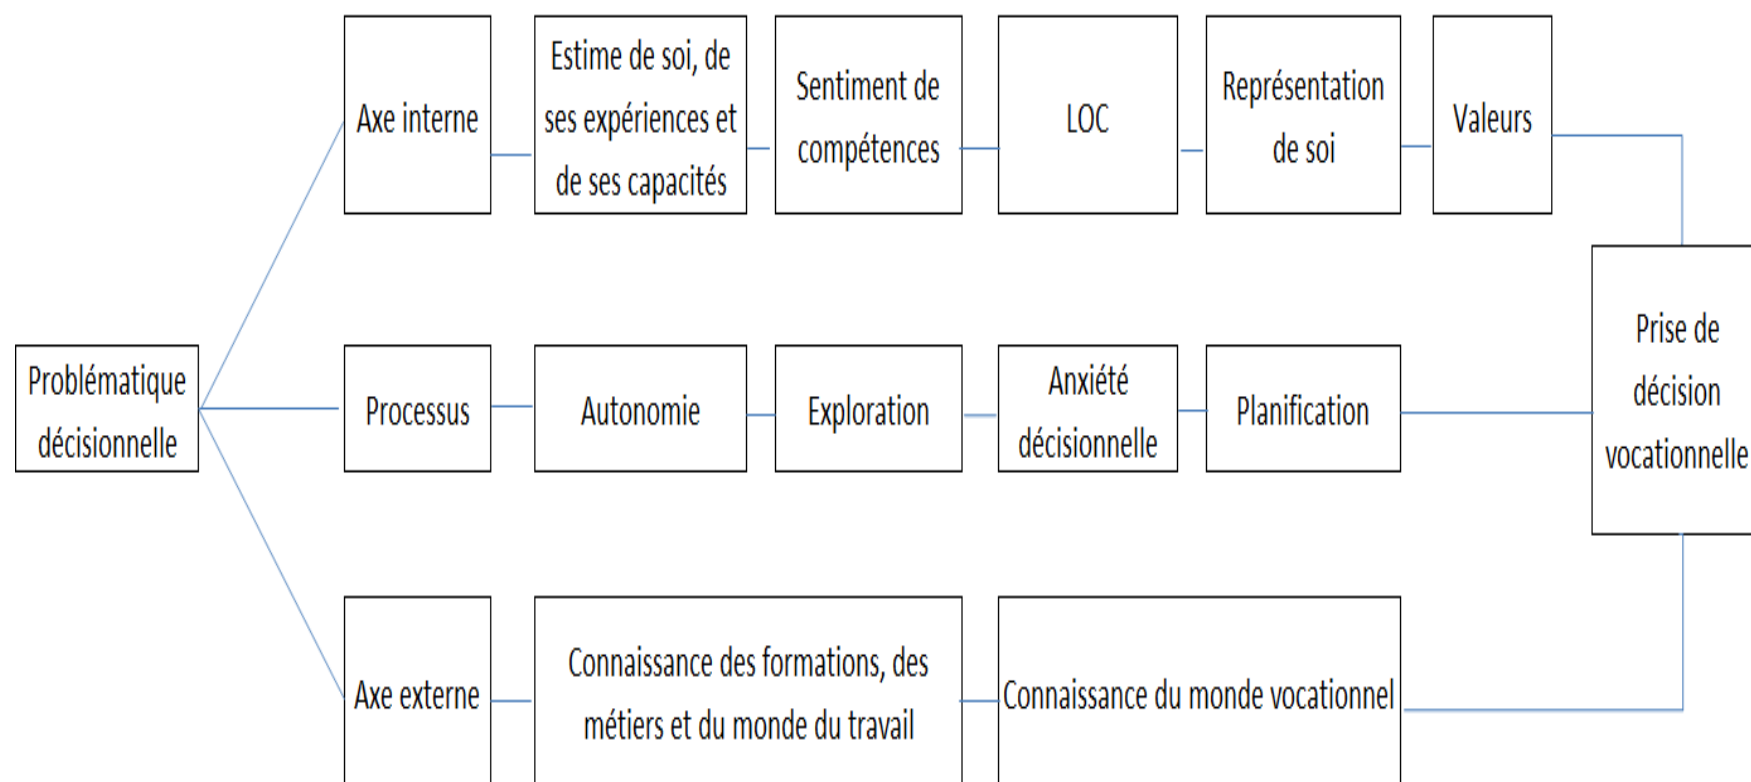 Axe interne
Estime de soi, de
ses expériences et
de ses capacités
Sentiment de
compétences
LOC
Représentation
de soi
Valeurs
Problématique
décisionnelle
Processus
Autonomie
Exploration
Anxiété
décisionnelle
Planification
Prise de
décision
vocationnelle
Axe externe
Connaissance des formations, des
métiers et du monde du travail
Connaissance du monde vocationnel